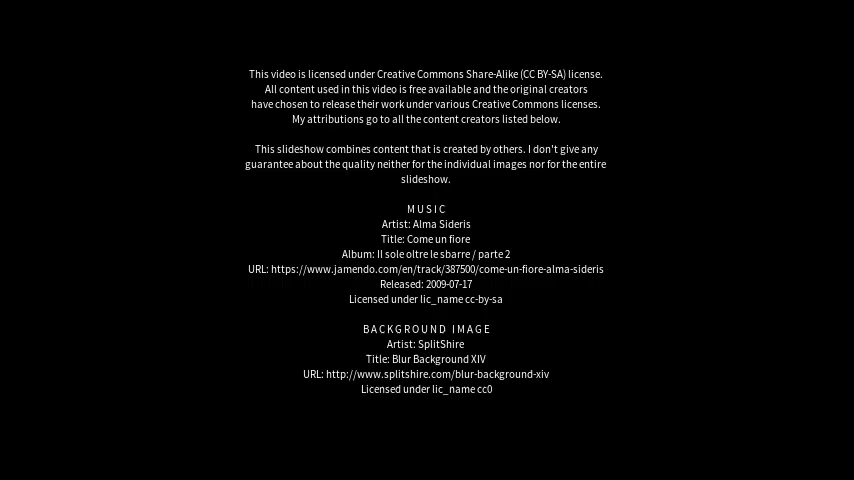 This video is licensed under Creative Commons Share-Alike (CC BY-SA) license.
All content used in this video is free available and the original creators
have chosen to release their work under various Creative Commons licenses.
My attributions go to all the content creators listed below.
This slideshow combines content that is created by others. I don't give any
guarantee about the quality neither for the individual images nor for the entire
slideshow.
MUSIC
Artist: Alma Sideris
Title: Come un fiore
Album: Il sole oltre le sbarre / parte 2
URL: https://www.jamendo.com/en/track/387500/come-un-fiore-alma-sideris
Released: 2009-07-17
Licensed under lic_name cc-by-sa
BACKGROUND IMAGE
Artist: SplitShire
Title: Blur Background XIV
URL: http://www.splitshire.com/blur-background-xiv
Licensed under lic_name cc0